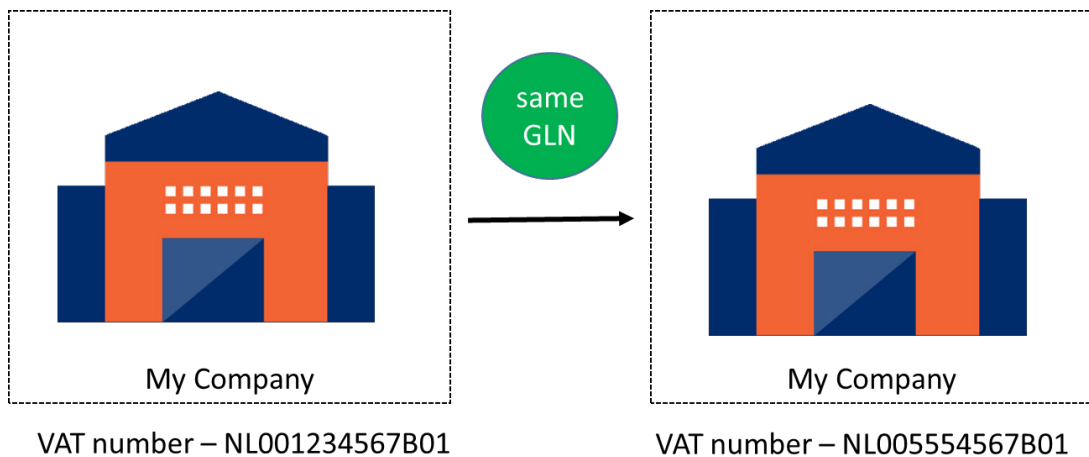 same
GLN
My Company
My Company
VAT number – NL001234567B01
VAT number – NL005554567B01